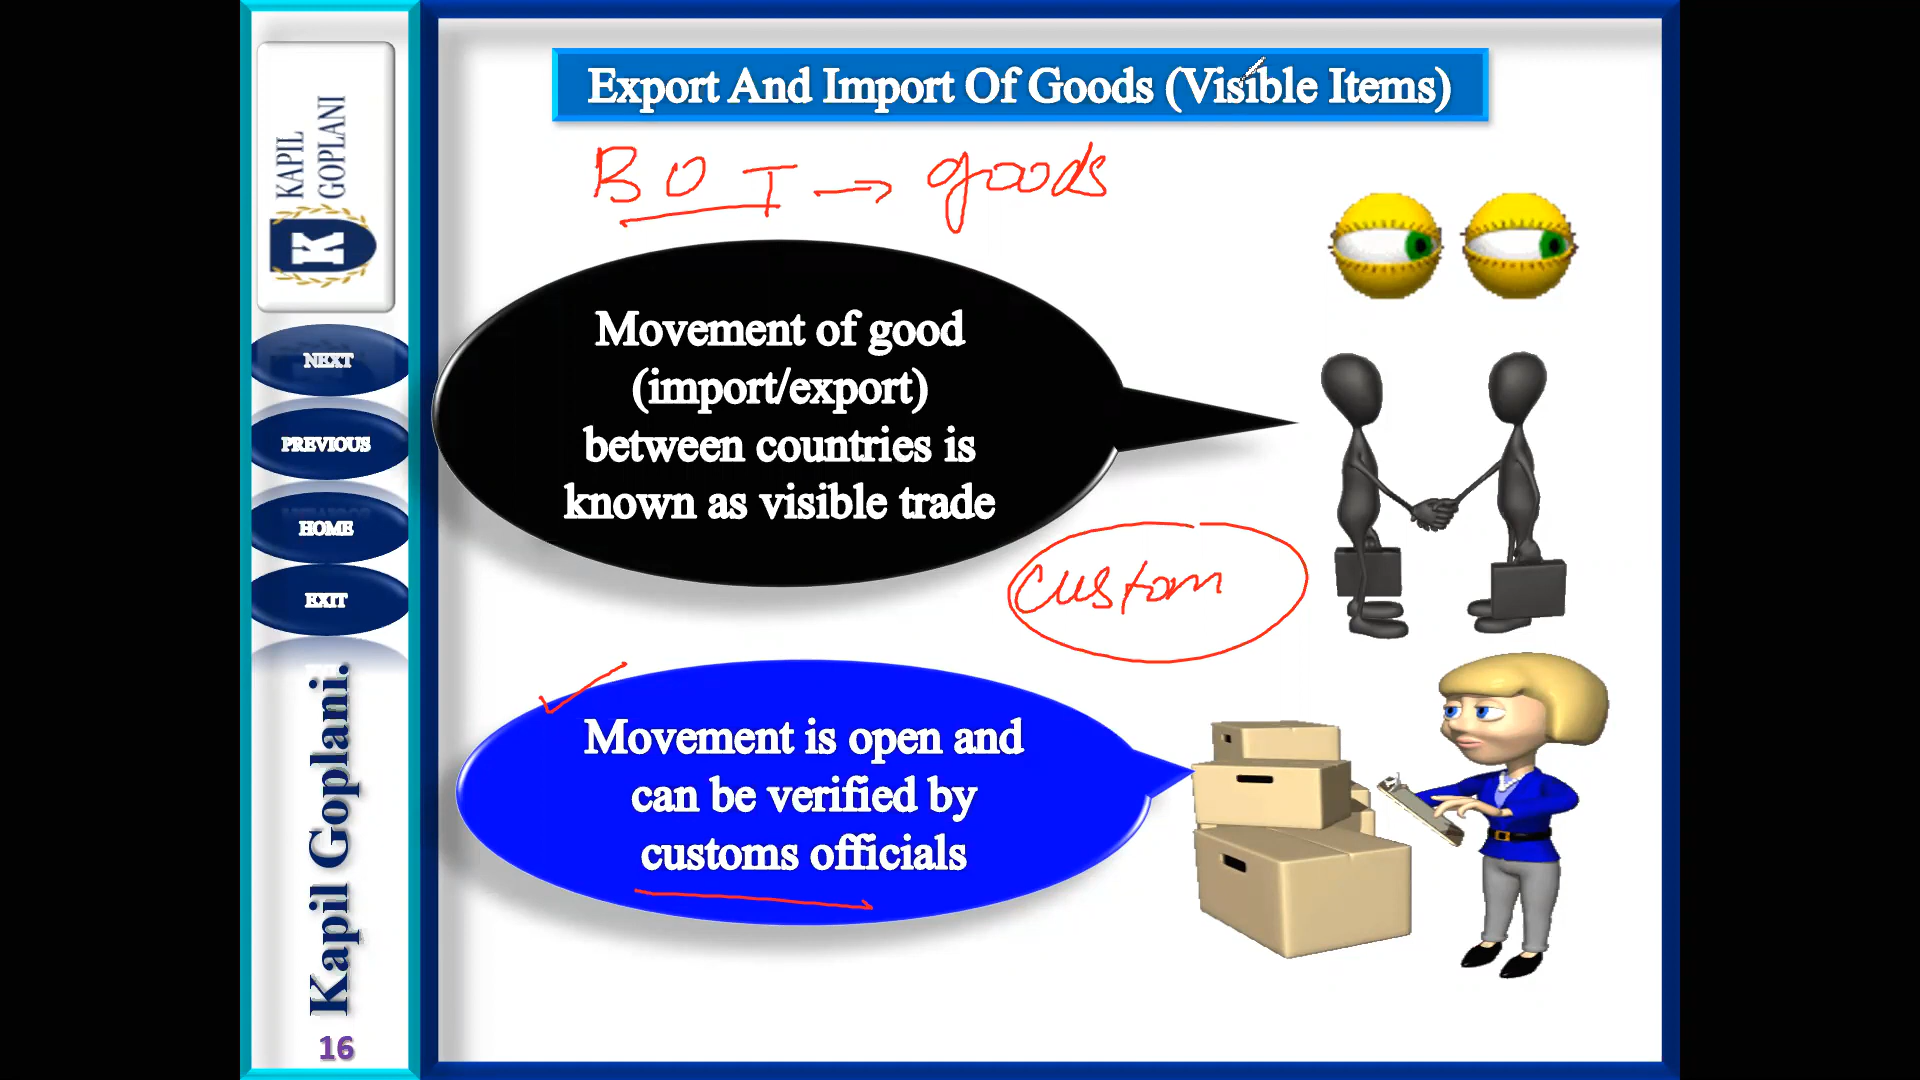 Export And Import Of Goods (Visible Items)
B O T → goods
KAPIL
GOPLANI
K
NEXT
PREVIOUS
HOME
EXIT
Kapil Goplani.
16
Movement of good
(import/export)
between countries is
known as visible trade
custom
Movement is open and
can be verified by
customs officials